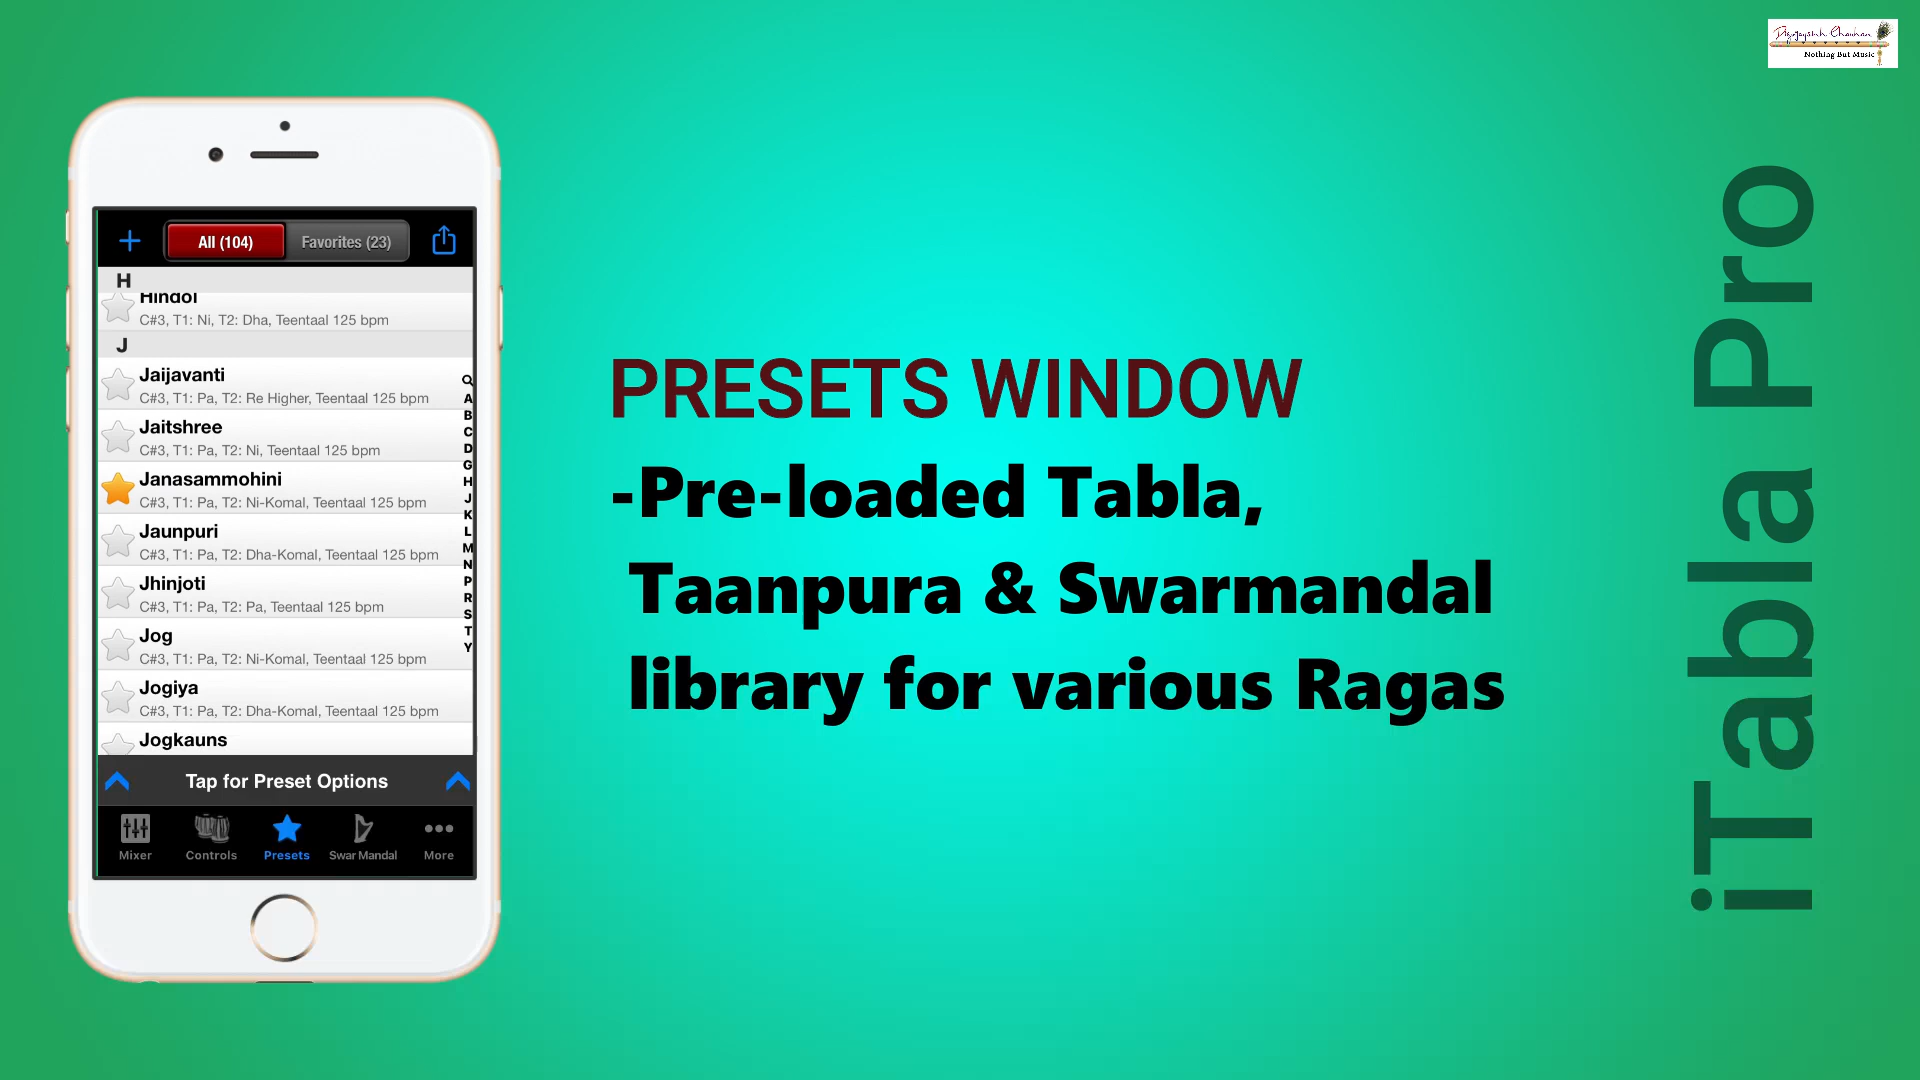 Nothing But Music
All (104)
Favorites (23)
H
Hindol
C#3, T1: Ni, T2: Dha, Teentaal 125 bpm
J
Jaijavanti
C#3, T1: Pa, T2: Re Higher, Teentaal 125 bpm
Jaitshree
C#3, T1: Pa, T2: Ni, Teentaal 125 bpm
Janasammohini
C#3, T1: Pa, T2: Ni-Komal, Teentaal 125 bpm
Jaunpuri
C#3, T1: Pa, T2: Dha-Komal, Teentaal 125 bpm
Jhinjoti
C#3, T1: Pa, T2: Pa, Teentaal 125 bpm
Jog
C#3, T1: Pa, T2: Ni-Komal, Teentaal 125 bpm
Jogiya
C#3, T1: Pa, T2: Dha-Komal, Teentaal 125 bpm
Jogkauns
A
B
C
D
G
H
J
K
L
M
N
P
R
S
T
Y
Tap for Preset Options
Mixer
Controls
Presets
Swar Mandal
More
PRESETS WINDOW
-Pre-loaded Tabla,
Taanpura & Swarmandal
library for various Ragas
iTabla Pro